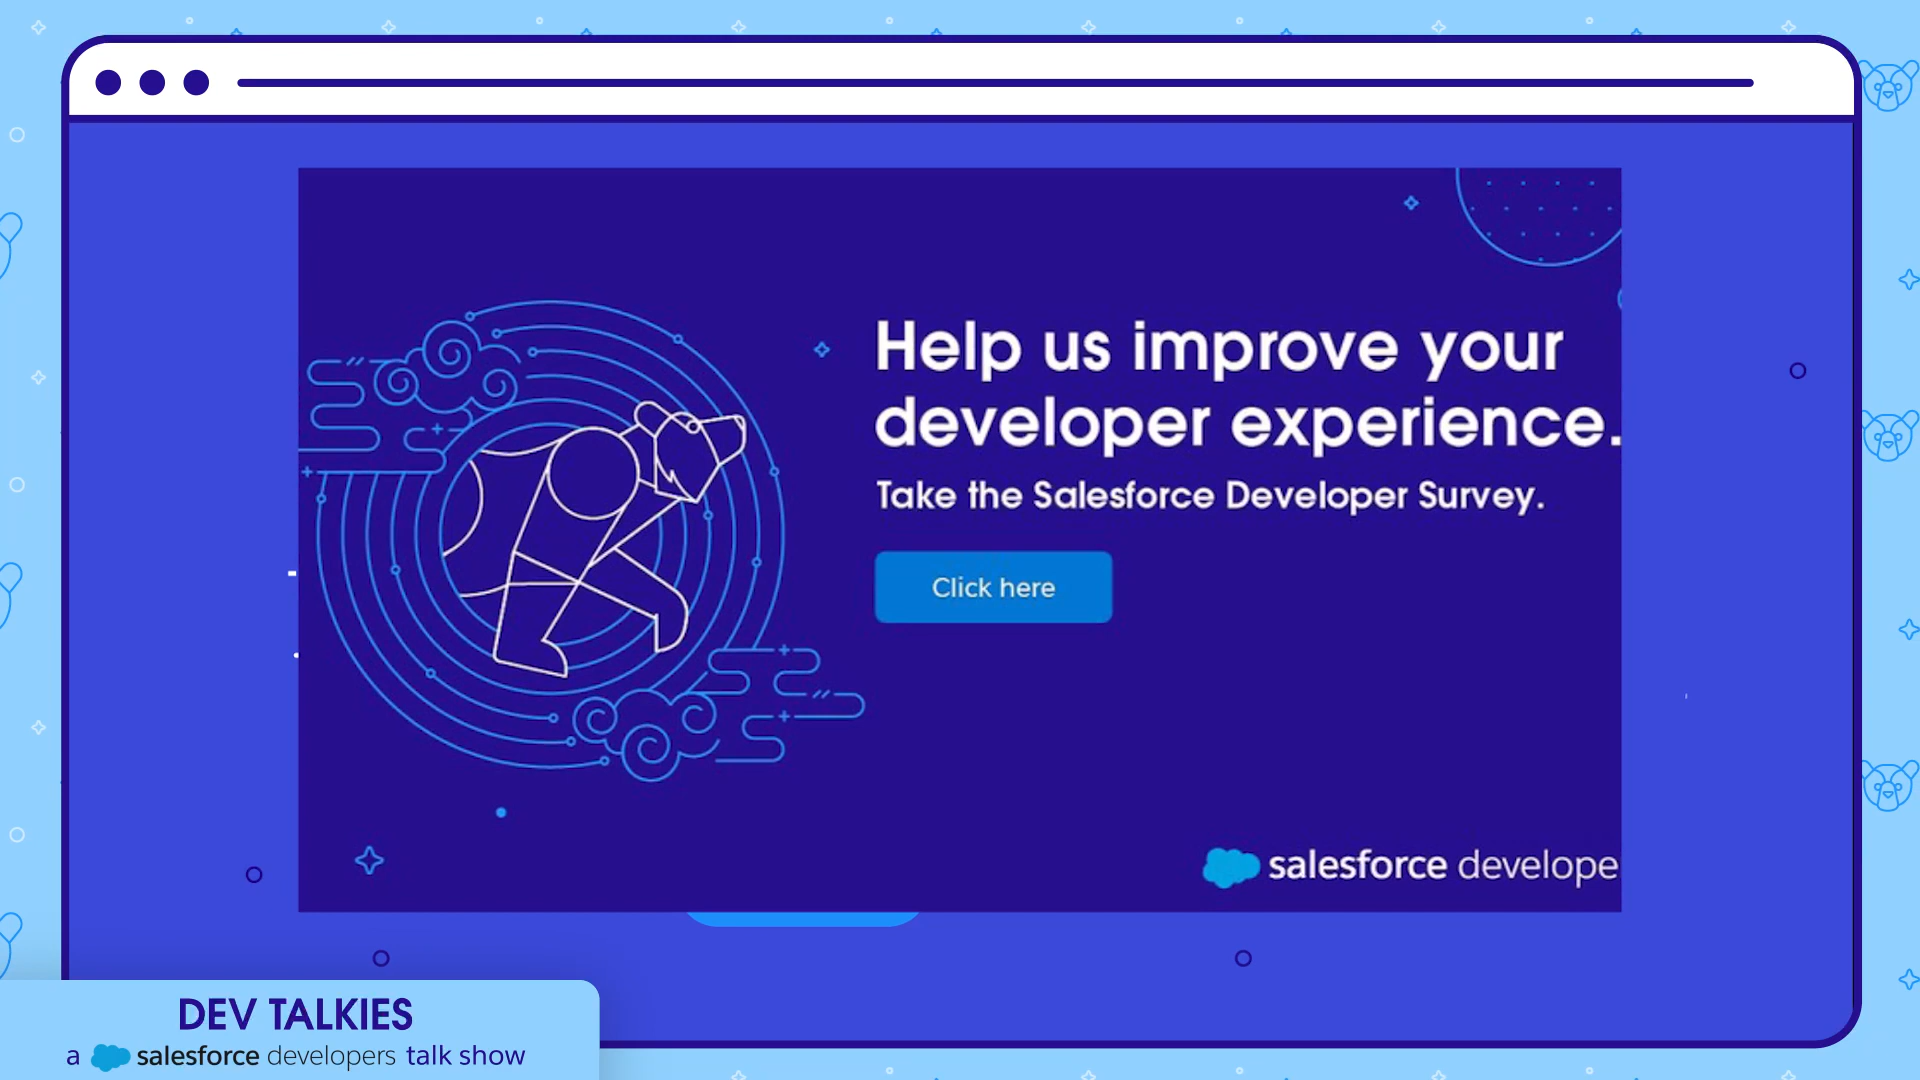 Help us improve your
developer experience.
Take the Salesforce Developer Survey.
Click here
salesforce develope
DEV TALKIES
a salesforce developers talk show